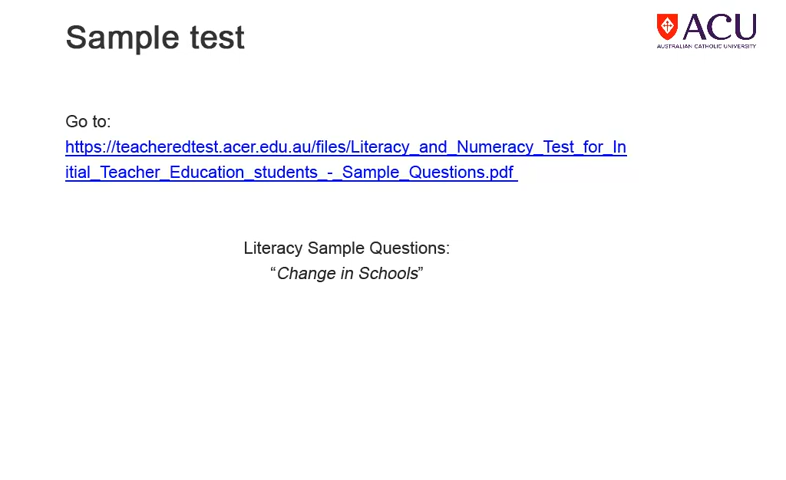 Sample test
ACU
AUSTRALIAN CATHOLIC UNIVERSITY
Go to:
https://teacheredtest.acer.edu.au/files/Literacy_and_Numeracy_Test_for_In
itial_Teacher_Education_students_-_Sample_Questions.pdf
Literacy Sample Questions:
“Change in Schools”